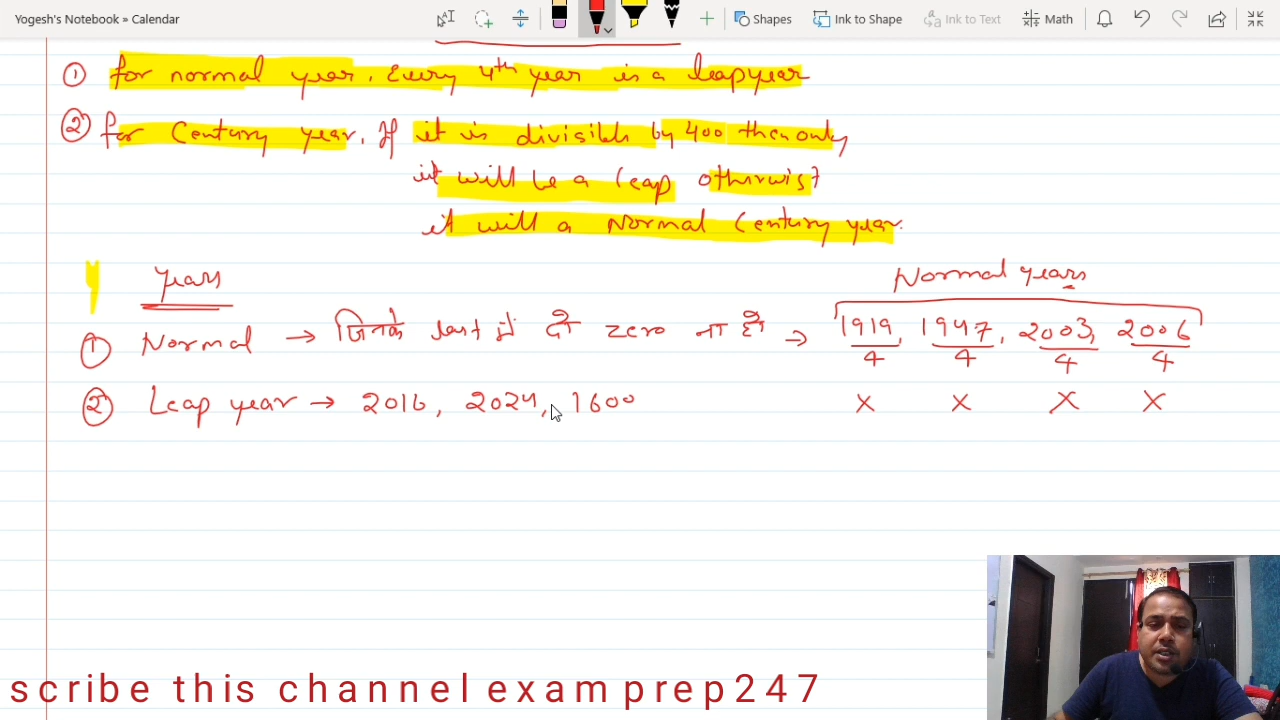 Yogesh's Notebook » Calendar
Shapes Ink to Shape Ink to Text Math
① for normal year, Every 4th year is a leapyear
② for Century year, If it is divisible by 400 then only
it will be a leap otherwise
it will a Normal Century year.
Years
Normal years
① Normal → जिनके last में दो zero ना हो → 1919/4, 1947/4, 2003/4, 2006/4
② Leap year → 2016, 2024, 1600 × × × ×
scribe this channel examprep247